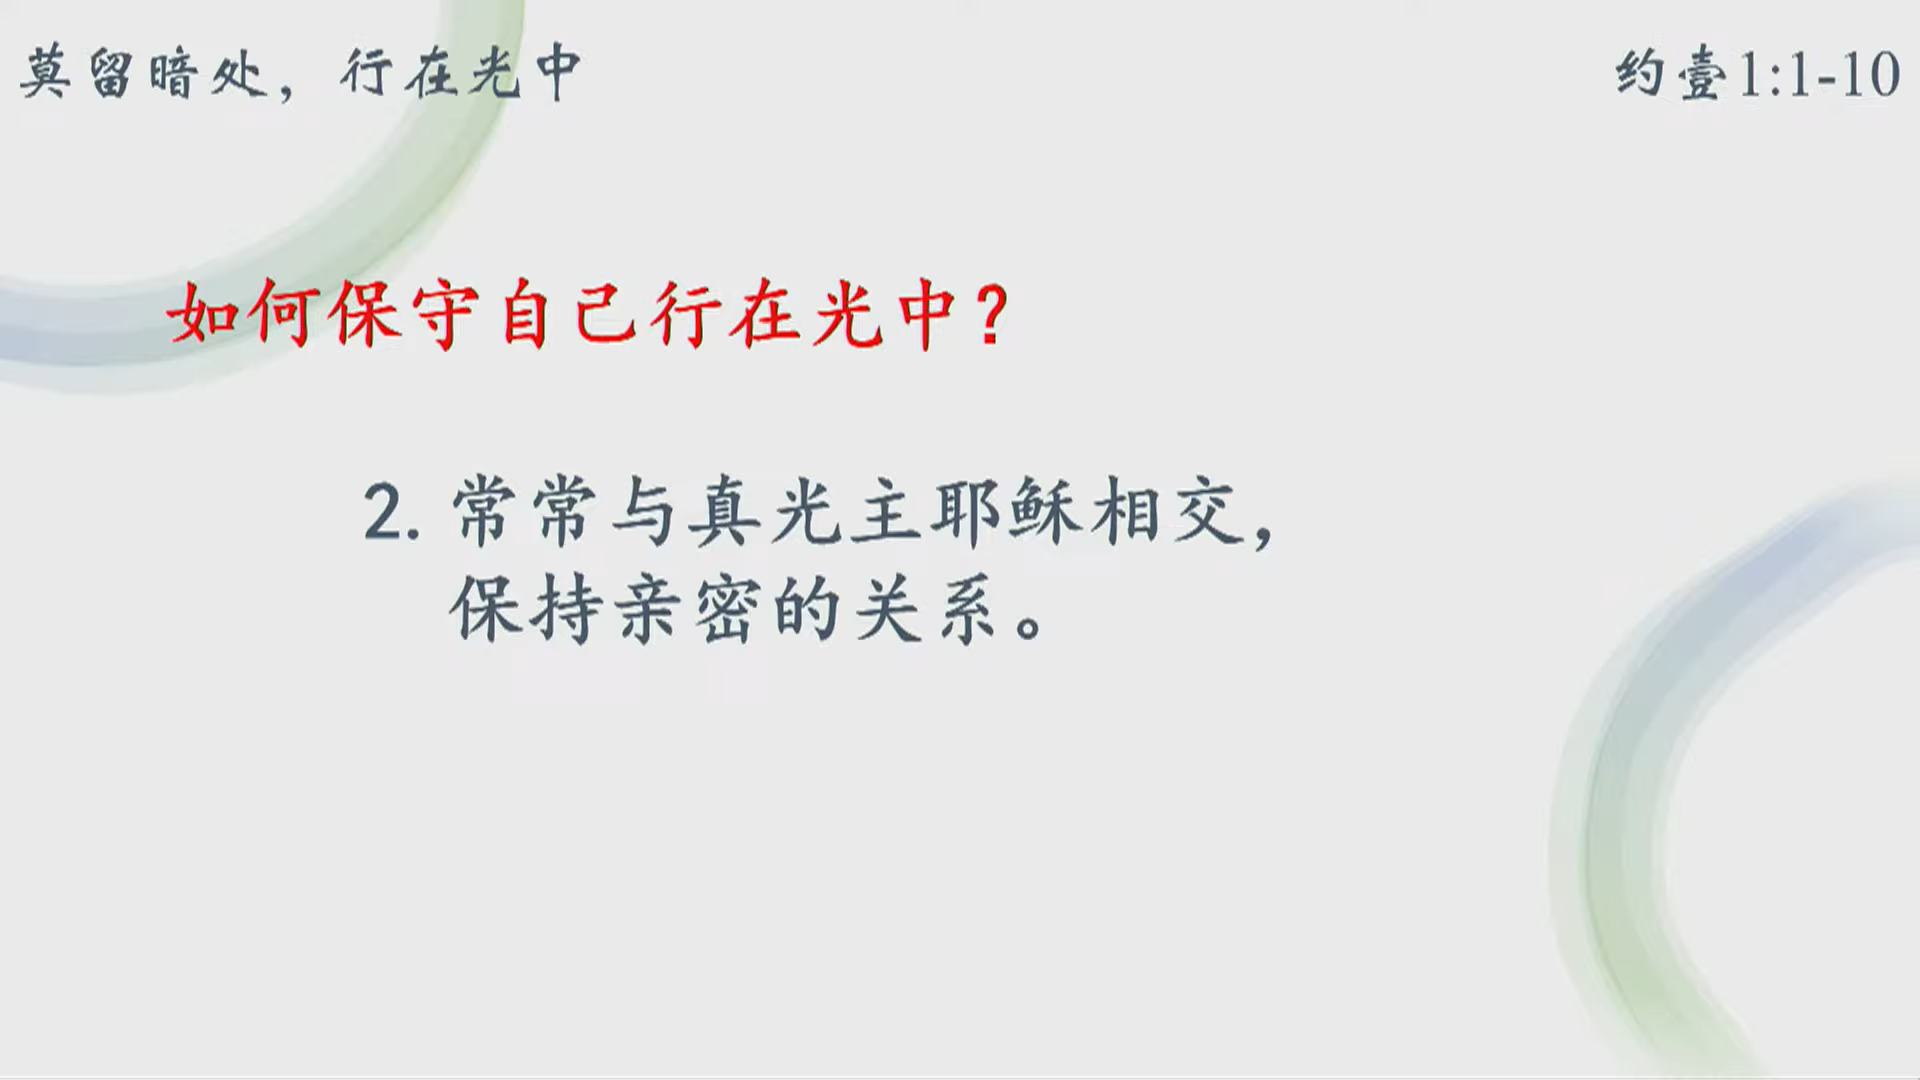 莫留暗处，行在光中
约壹1:1-10
如何保守自己行在光中？
2. 常常与真光主耶稣相交，
保持亲密的关系。